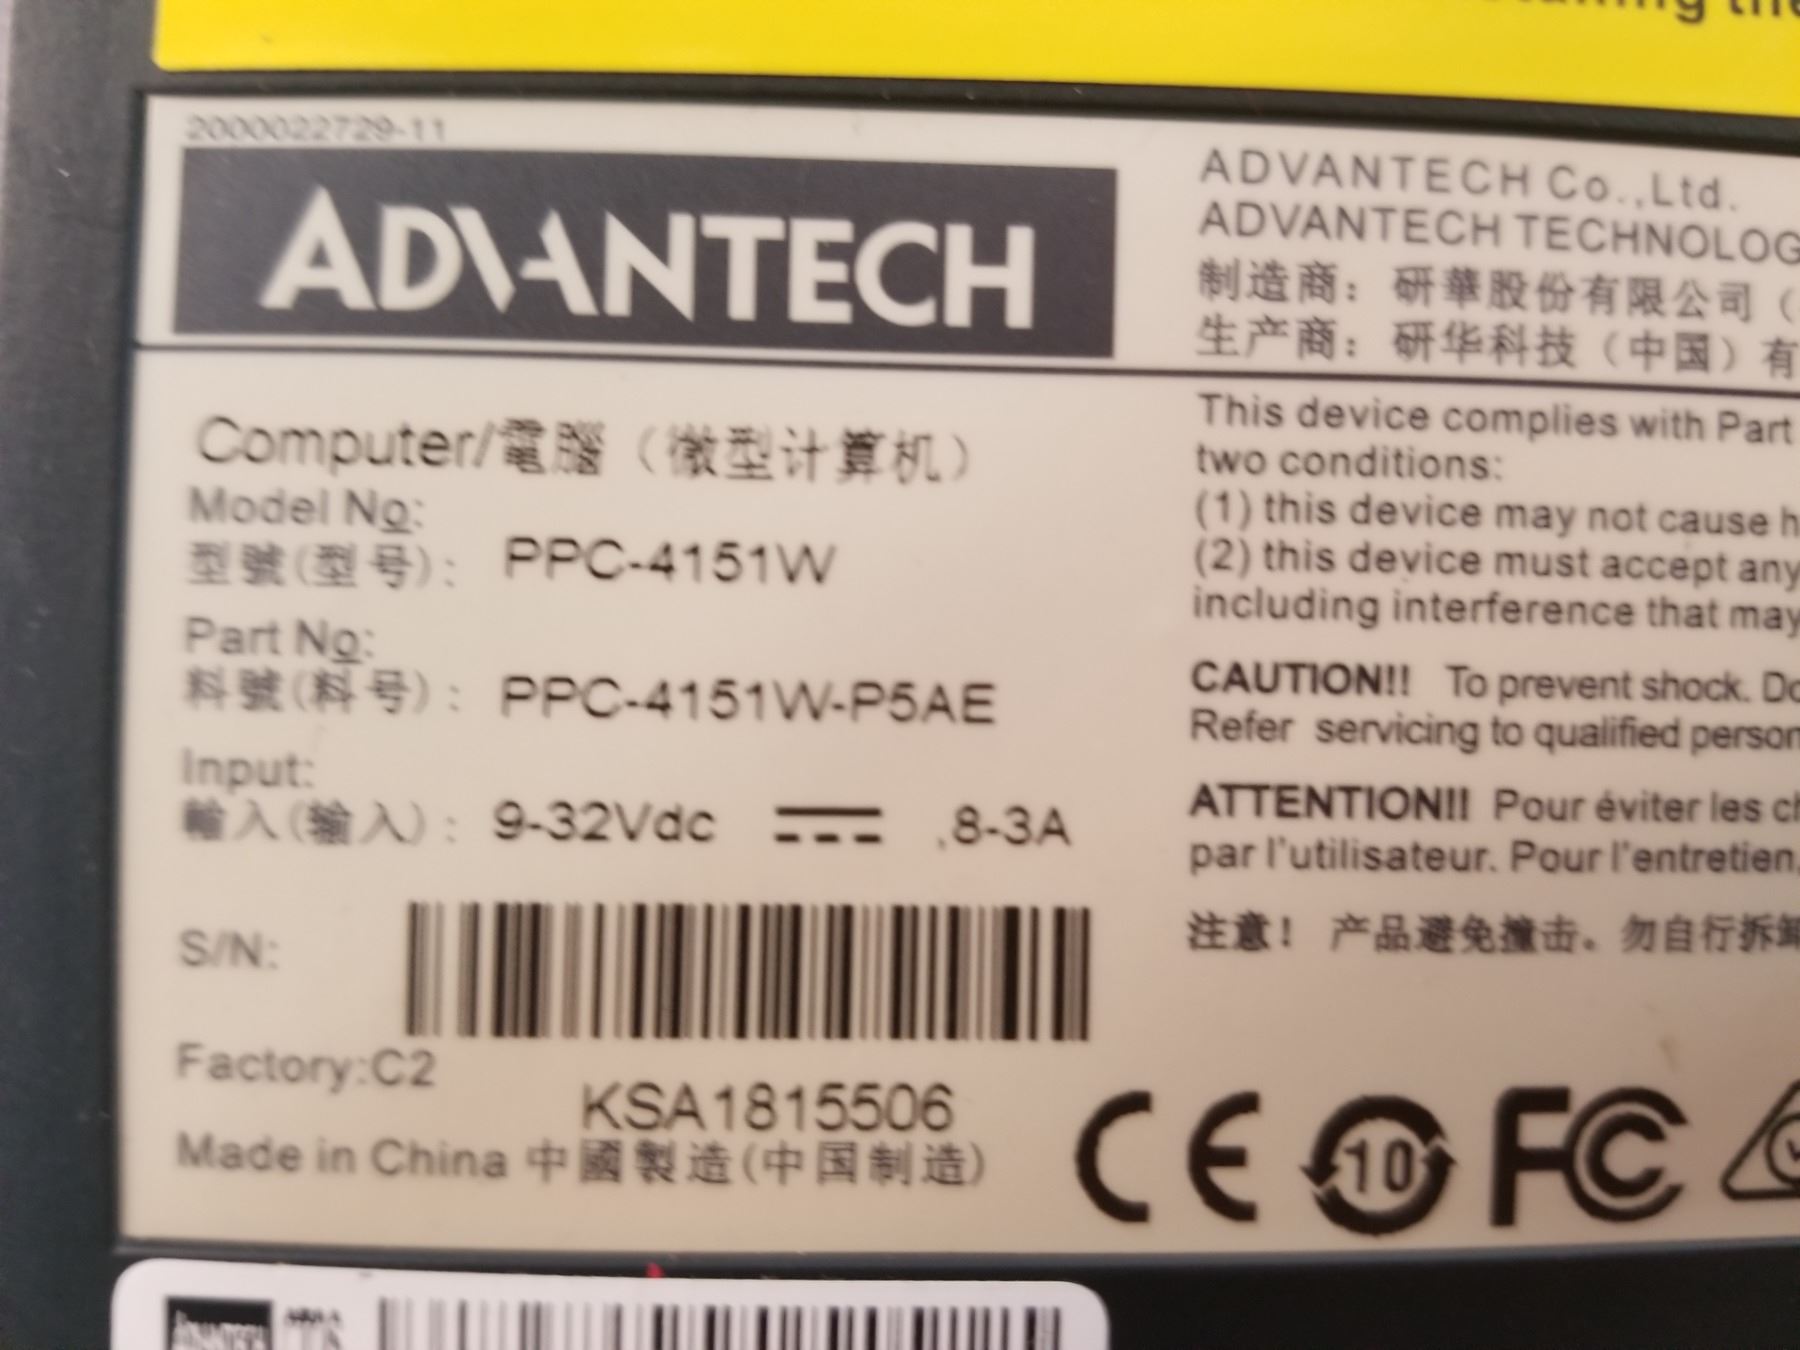 the
2000022729-11
ADVANTECH
ADVANTECH Co.,Ltd.
ADVANTECH TECHNOLOG
制造商：研華股份有限公司（
生产商：研华科技（中国）有
Computer/電腦（微型计算机）
Model No:
型號(型号)： PPC-4151W
Part No:
料號(料号)： PPC-4151W-P5AE
Input:
輸入(输入)： 9-32Vdc ⎓ ,8-3A
S/N:
Factory:C2
KSA1815506
Made in China 中國製造(中国制造)
This device complies with Part
two conditions:
(1) this device may not cause h
(2) this device must accept any
including interference that may
CAUTION!! To prevent shock. Do
Refer servicing to qualified person
ATTENTION!! Pour éviter les ch
par l'utilisateur. Pour l'entretien,
注意！ 产品避免撞击。勿自行拆卸
CE 10 FC
ADVANTECH